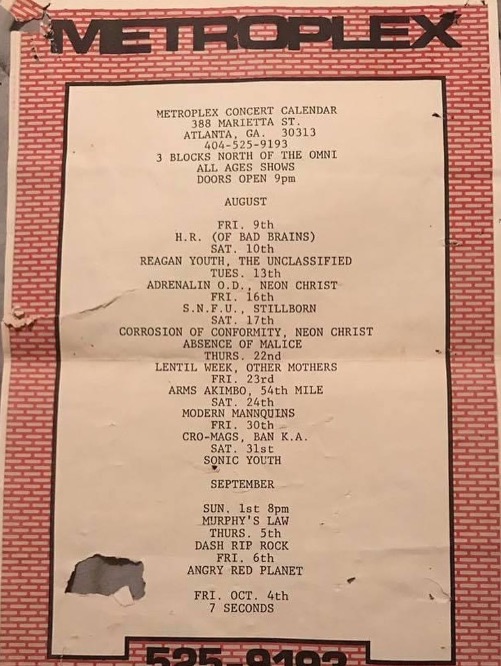 METROPLEX
METROPLEX CONCERT CALENDAR
388 MARIETTA ST.
ATLANTA, GA. 30313
404-525-9193
3 BLOCKS NORTH OF THE OMNI
ALL AGES SHOWS
DOORS OPEN 9pm
AUGUST
FRI. 9th
H.R. (OF BAD BRAINS)
SAT. 10th
REAGAN YOUTH, THE UNCLASSIFIED
TUES. 13th
ADRENALIN O.D., NEON CHRIST
FRI. 16th
S.N.F.U., STILLBORN
SAT. 17th
CORROSION OF CONFORMITY, NEON CHRIST
ABSENCE OF MALICE
THURS. 22nd
LENTIL WEEK, OTHER MOTHERS
FRI. 23rd
ARMS AKIMBO, 54th MILE
SAT. 24th
MODERN MANNQUINS
FRI. 30th
CRO-MAGS, BAN K.A.
SAT. 31st
SONIC YOUTH
SEPTEMBER
SUN. 1st 8pm
MURPHY'S LAW
THURS. 5th
DASH RIP ROCK
FRI. 6th
ANGRY RED PLANET
FRI. OCT. 4th
7 SECONDS
525-9193